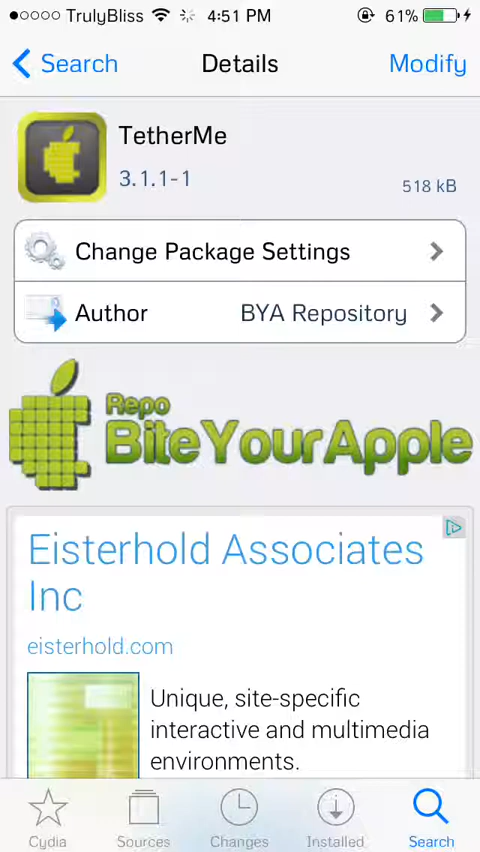 TrulyBliss 4:51 PM 61%
Search Details Modify
TetherMe
3.1.1-1
518 kB
Change Package Settings
Author BYA Repository
Repo
BiteYourApple
Eisterhold Associates
Inc
eisterhold.com
Unique, site-specific
interactive and multimedia
environments.
Cydia Sources Changes Installed Search